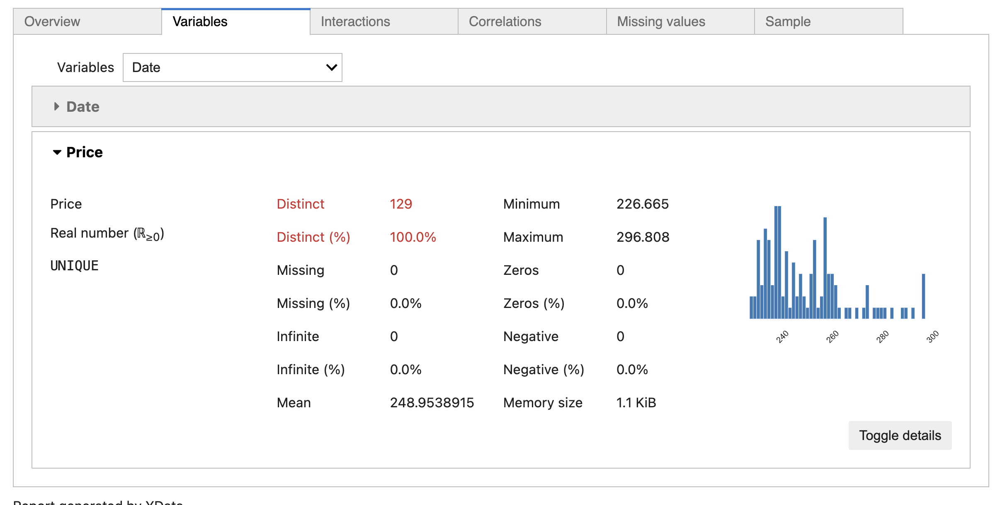 Overview Variables Interactions Correlations Missing values Sample
Variables Date
Date
Price
Price Distinct 129 Minimum 226.665
Real number (ℝ≥0) Distinct (%) 100.0% Maximum 296.808
UNIQUE Missing 0 Zeros 0
Missing (%) 0.0% Zeros (%) 0.0%
Infinite 0 Negative 0
240 260 280 300
Infinite (%) 0.0% Negative (%) 0.0%
Mean 248.9538915 Memory size 1.1 KiB
Toggle details
Report generated by YData